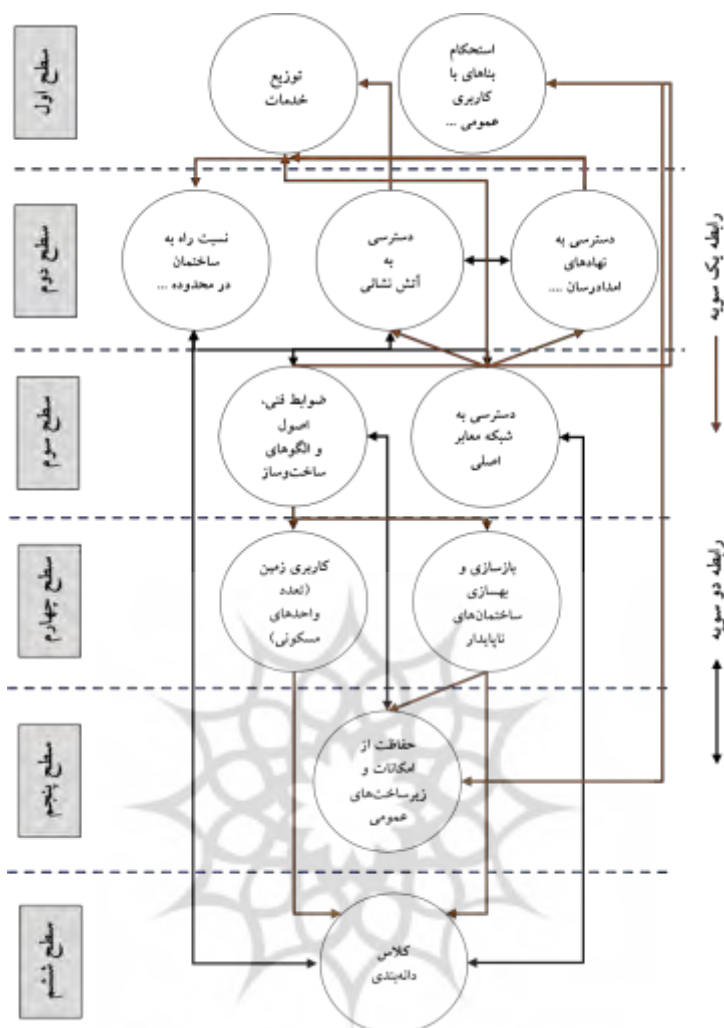 سطح اول
استحکام
بناهای با
کاربری
عمومی ...
توزیع
خدمات
سطح دوم
دسترسی به
نهادهای
امدادرسان ....
دسترسی
به
آتش نشانی
نسبت راه به
ساختمان
در محدوده ...
سطح سوم
دسترسی به
شبکه معابر
اصلی
ضوابط فنی،
اصول
و الگوهای
ساخت‌وساز
سطح چهارم
بازسازی و
بهسازی
ساختمان‌های
ناپایدار
کاربری زمین
(تعدد
واحدهای
مسکونی)
سطح پنجم
حفاظت از
امکانات و
زیرساخت‌های
عمومی
سطح ششم
کلاس
دانه‌بندی
رابطه یک سویه
رابطه دو سویه